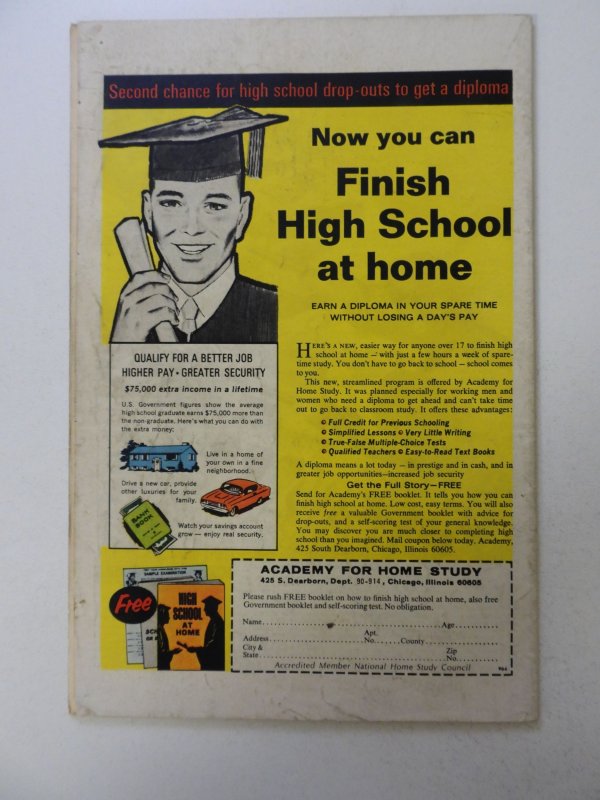 Second chance for high school drop-outs to get a diploma
Now you can
Finish
High School
at home
EARN A DIPLOMA IN YOUR SPARE TIME
WITHOUT LOSING A DAY'S PAY
QUALIFY FOR A BETTER JOB
HIGHER PAY • GREATER SECURITY
$75,000 extra income in a lifetime
U.S. Government figures show the average
high school graduate earns $75,000 more than
the non-graduate. Here's what you can do with
the extra money:
Live in a home of
your own in a fine
neighborhood.
Drive a new car, provide
other luxuries for your
family.
BANK
BOOK
Watch your savings account
grow — enjoy real security.
HERE'S A NEW, easier way for anyone over 17 to finish high
school at home — with just a few hours a week of spare-
time study. You don't have to go back to school — school comes
to you.
This new, streamlined program is offered by Academy for
Home Study. It was planned especially for working men and
women who need a diploma to get ahead and can't take time
out to go back to classroom study. It offers these advantages:
Full Credit for Previous Schooling
Simplified Lessons Very Little Writing
True-False Multiple-Choice Tests
Qualified Teachers Easy-to-Read Text Books
A diploma means a lot today — in prestige and in cash, and in
greater job opportunities—increased job security
Get the Full Story—FREE
Send for Academy's FREE booklet. It tells you how you can
finish high school at home. Low cost, easy terms. You will also
receive free a valuable Government booklet with advice for
drop-outs, and a self-scoring test of your general knowledge.
You may discover you are much closer to completing high
school than you imagined. Mail coupon below today. Academy,
425 South Dearborn, Chicago, Illinois 60605.
SAMPLE EXAMINATION
Free
HIGH
SCHOOL
AT
HOME
ACADEMY FOR HOME STUDY
425 S. Dearborn, Dept. 90-914, Chicago, Illinois 60605
Please rush FREE booklet on how to finish high school at home, also free
Government booklet and self-scoring test. No obligation.
Name Age
Apt.
Address No. County
City & Zip
State No.
Accredited Member National Home Study Council